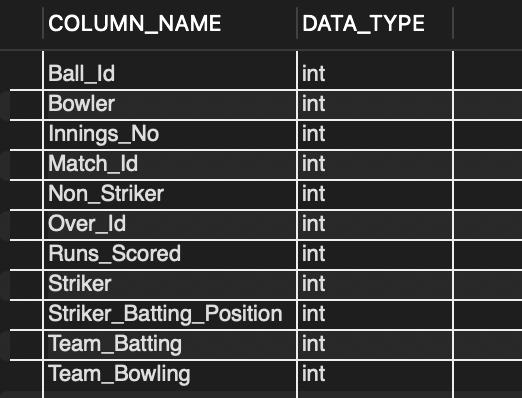 COLUMN_NAME DATA_TYPE
Ball_Id int
Bowler int
Innings_No int
Match_Id int
Non_Striker int
Over_Id int
Runs_Scored int
Striker int
Striker_Batting_Position int
Team_Batting int
Team_Bowling int